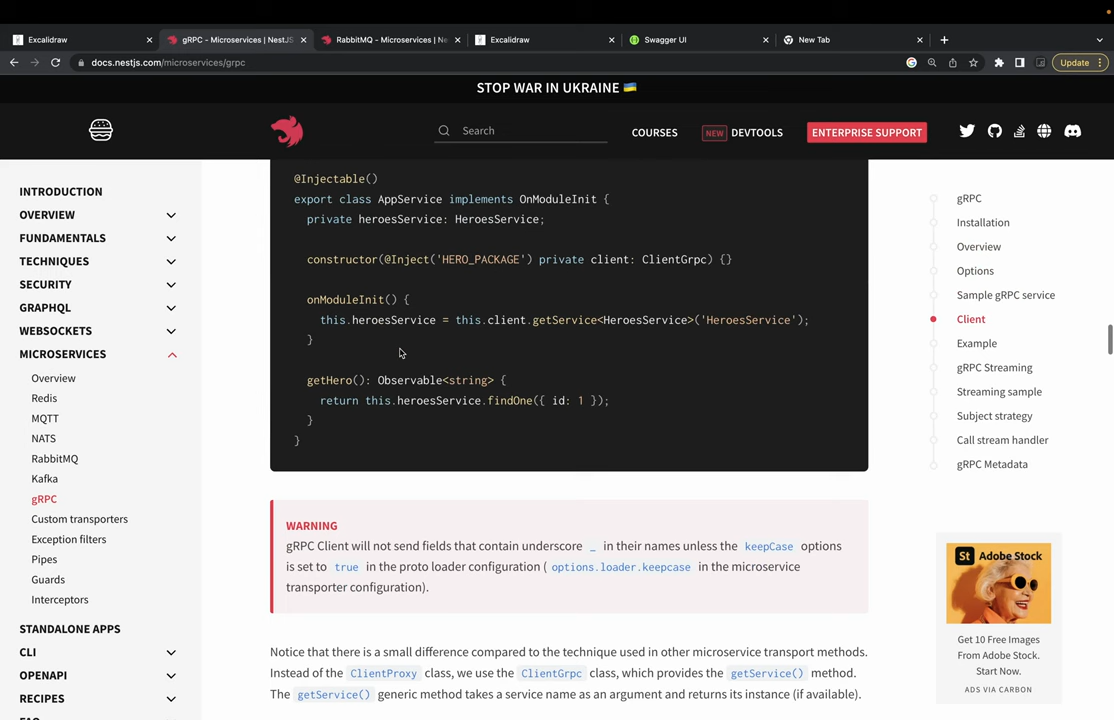 Excalidraw
gRPC - Microservices | NestJS
RabbitMQ - Microservices | Ne
Excalidraw
Swagger UI
New Tab
docs.nestjs.com/microservices/grpc
Update
STOP WAR IN UKRAINE 🇺🇦
Search
COURSES
NEW
DEVTOOLS
ENTERPRISE SUPPORT
INTRODUCTION
OVERVIEW
FUNDAMENTALS
TECHNIQUES
SECURITY
GRAPHQL
WEBSOCKETS
MICROSERVICES
Overview
Redis
MQTT
NATS
RabbitMQ
Kafka
gRPC
Custom transporters
Exception filters
Pipes
Guards
Interceptors
STANDALONE APPS
CLI
OPENAPI
RECIPES
@Injectable()
export class AppService implements OnModuleInit {
private heroesService: HeroesService;
constructor(@Inject('HERO_PACKAGE') private client: ClientGrpc) {}
onModuleInit() {
this.heroesService = this.client.getService<HeroesService>('HeroesService');
}
getHero(): Observable<string> {
return this.heroesService.findOne({ id: 1 });
}
}
WARNING
gRPC Client will not send fields that contain underscore _ in their names unless the keepCase options
is set to true in the proto loader configuration ( options.loader.keepcase in the microservice
transporter configuration).
Notice that there is a small difference compared to the technique used in other microservice transport methods.
Instead of the ClientProxy class, we use the ClientGrpc class, which provides the getService() method.
The getService() generic method takes a service name as an argument and returns its instance (if available).
gRPC
Installation
Overview
Options
Sample gRPC service
Client
Example
gRPC Streaming
Streaming sample
Subject strategy
Call stream handler
gRPC Metadata
St Adobe Stock
Get 10 Free Images
From Adobe Stock.
Start Now.
ADS VIA CARBON